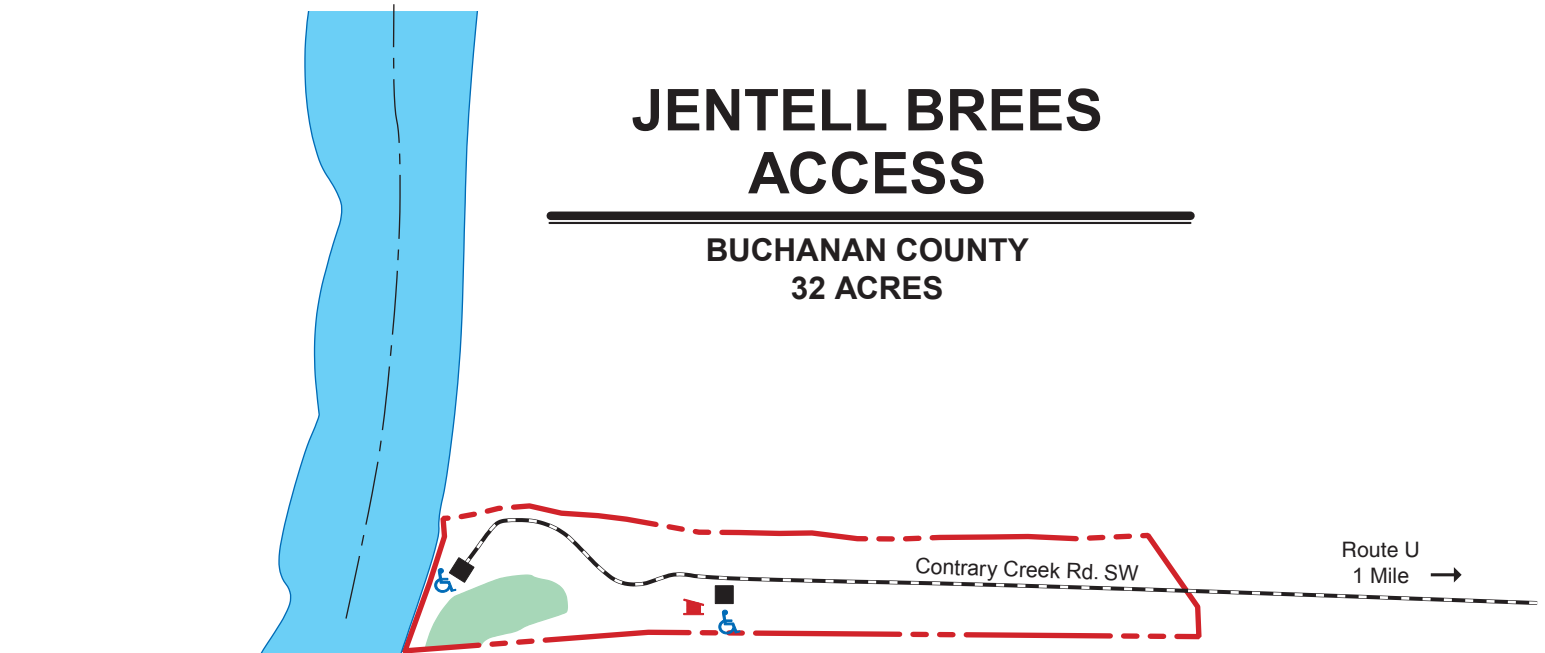 JENTELL BREES
ACCESS
BUCHANAN COUNTY
32 ACRES
Contrary Creek Rd. SW
Route U
1 Mile